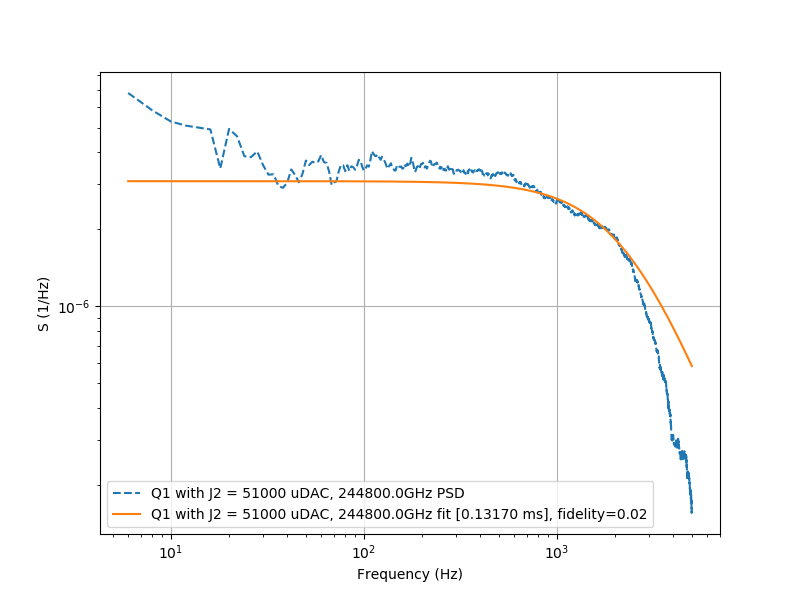 S (1/Hz)
10⁻⁶
Q1 with J2 = 51000 uDAC, 244800.0GHz PSD
Q1 with J2 = 51000 uDAC, 244800.0GHz fit [0.13170 ms], fidelity=0.02
10¹ 10² 10³
Frequency (Hz)